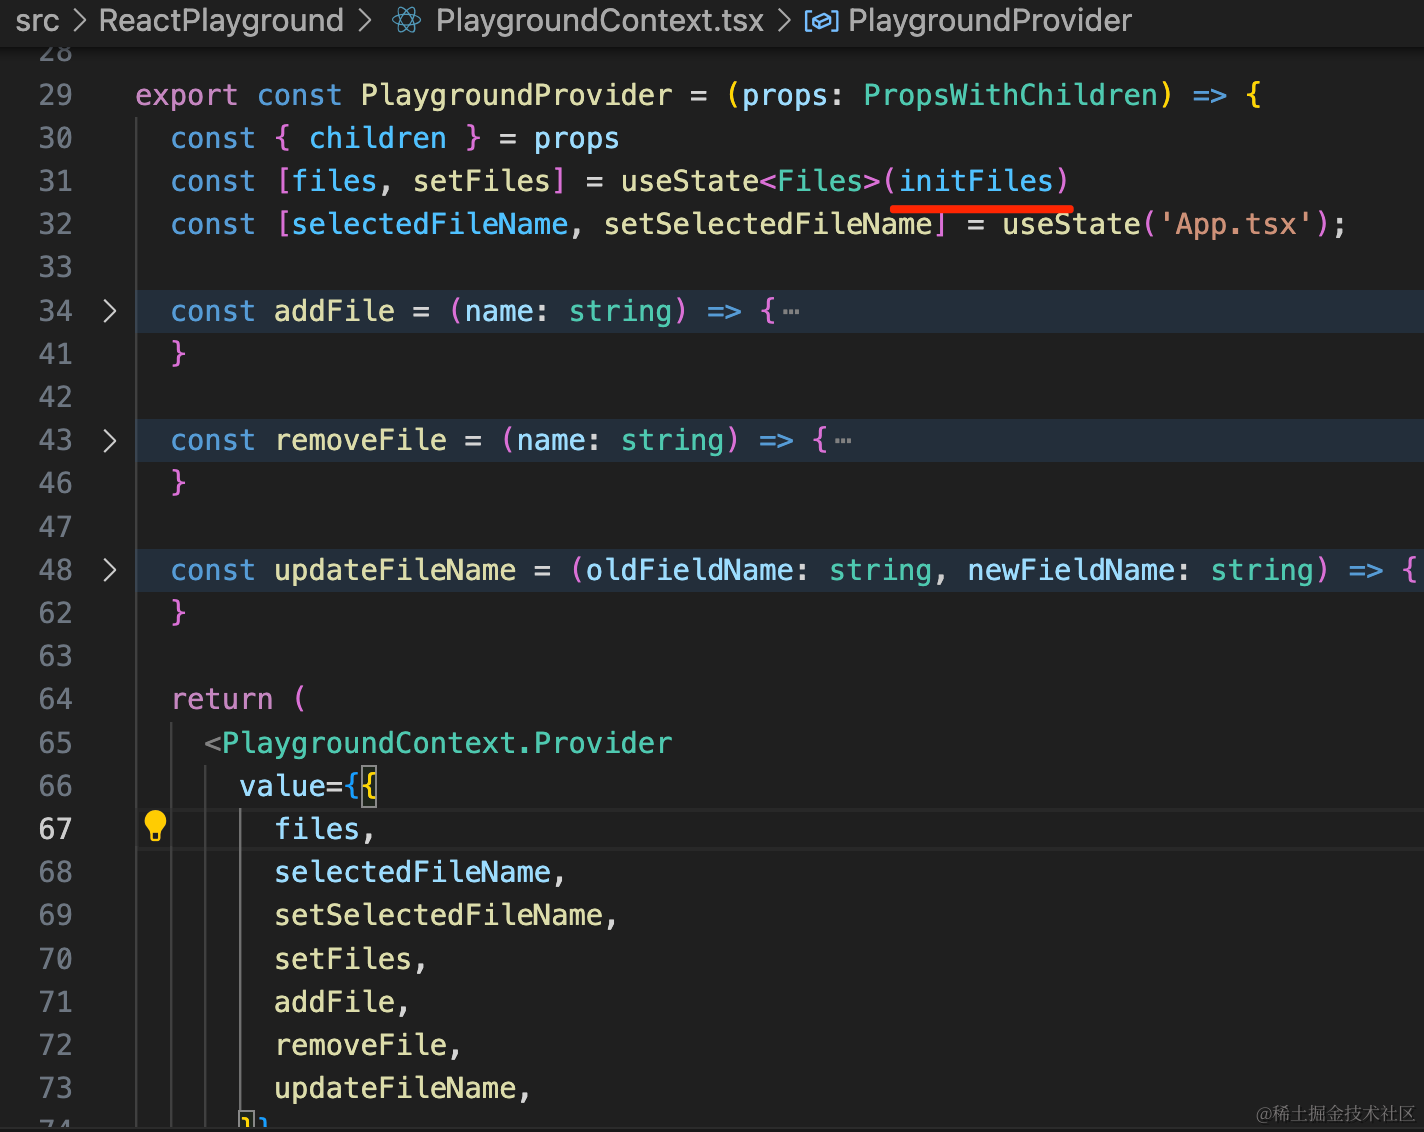 src > ReactPlayground > PlaygroundContext.tsx > PlaygroundProvider
28
29 export const PlaygroundProvider = (props: PropsWithChildren) => {
30 const { children } = props
31 const [files, setFiles] = useState<Files>(initFiles)
32 const [selectedFileName, setSelectedFileName] = useState('App.tsx');
33
34 const addFile = (name: string) => {⋯
41 }
42
43 const removeFile = (name: string) => {⋯
46 }
47
48 const updateFileName = (oldFieldName: string, newFieldName: string) => {
62 }
63
64 return (
65 <PlaygroundContext.Provider
66 value={{
67 files,
68 selectedFileName,
69 setSelectedFileName,
70 setFiles,
71 addFile,
72 removeFile,
73 updateFileName,
74 }}
@稀土掘金技术社区